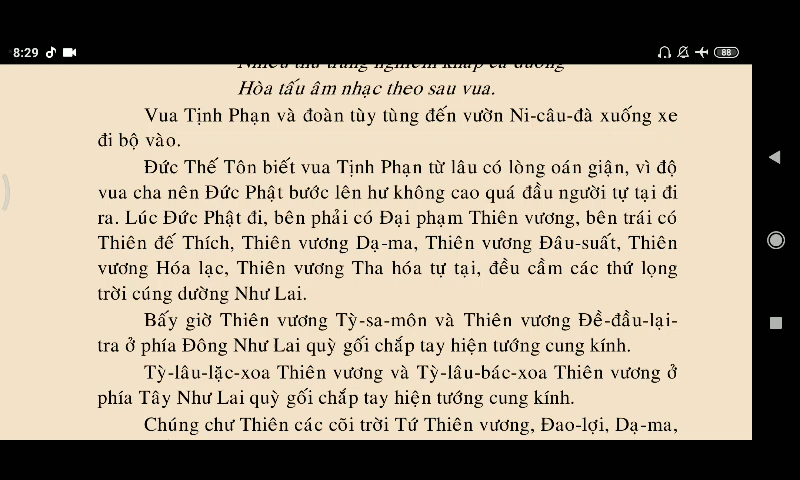 8:29
88
Nhiều thứ trang nghiêm khắp cả đường
Hòa tấu âm nhạc theo sau vua.
Vua Tịnh Phạn và đoàn tùy tùng đến vườn Ni-câu-đà xuống xe
đi bộ vào.
Đức Thế Tôn biết vua Tịnh Phạn từ lâu có lòng oán giận, vì độ
vua cha nên Đức Phật bước lên hư không cao quá đầu người tự tại đi
ra. Lúc Đức Phật đi, bên phải có Đại phạm Thiên vương, bên trái có
Thiên đế Thích, Thiên vương Dạ-ma, Thiên vương Đâu-suất, Thiên
vương Hóa lạc, Thiên vương Tha hóa tự tại, đều cầm các thứ lọng
trời cúng dường Như Lai.
Bấy giờ Thiên vương Tỳ-sa-môn và Thiên vương Đề-đầu-lại-
tra ở phía Đông Như Lai quỳ gối chắp tay hiện tướng cung kính.
Tỳ-lâu-lặc-xoa Thiên vương và Tỳ-lâu-bác-xoa Thiên vương ở
phía Tây Như Lai quỳ gối chắp tay hiện tướng cung kính.
Chúng chư Thiên các cõi trời Tứ Thiên vương, Đao-lợi, Dạ-ma,